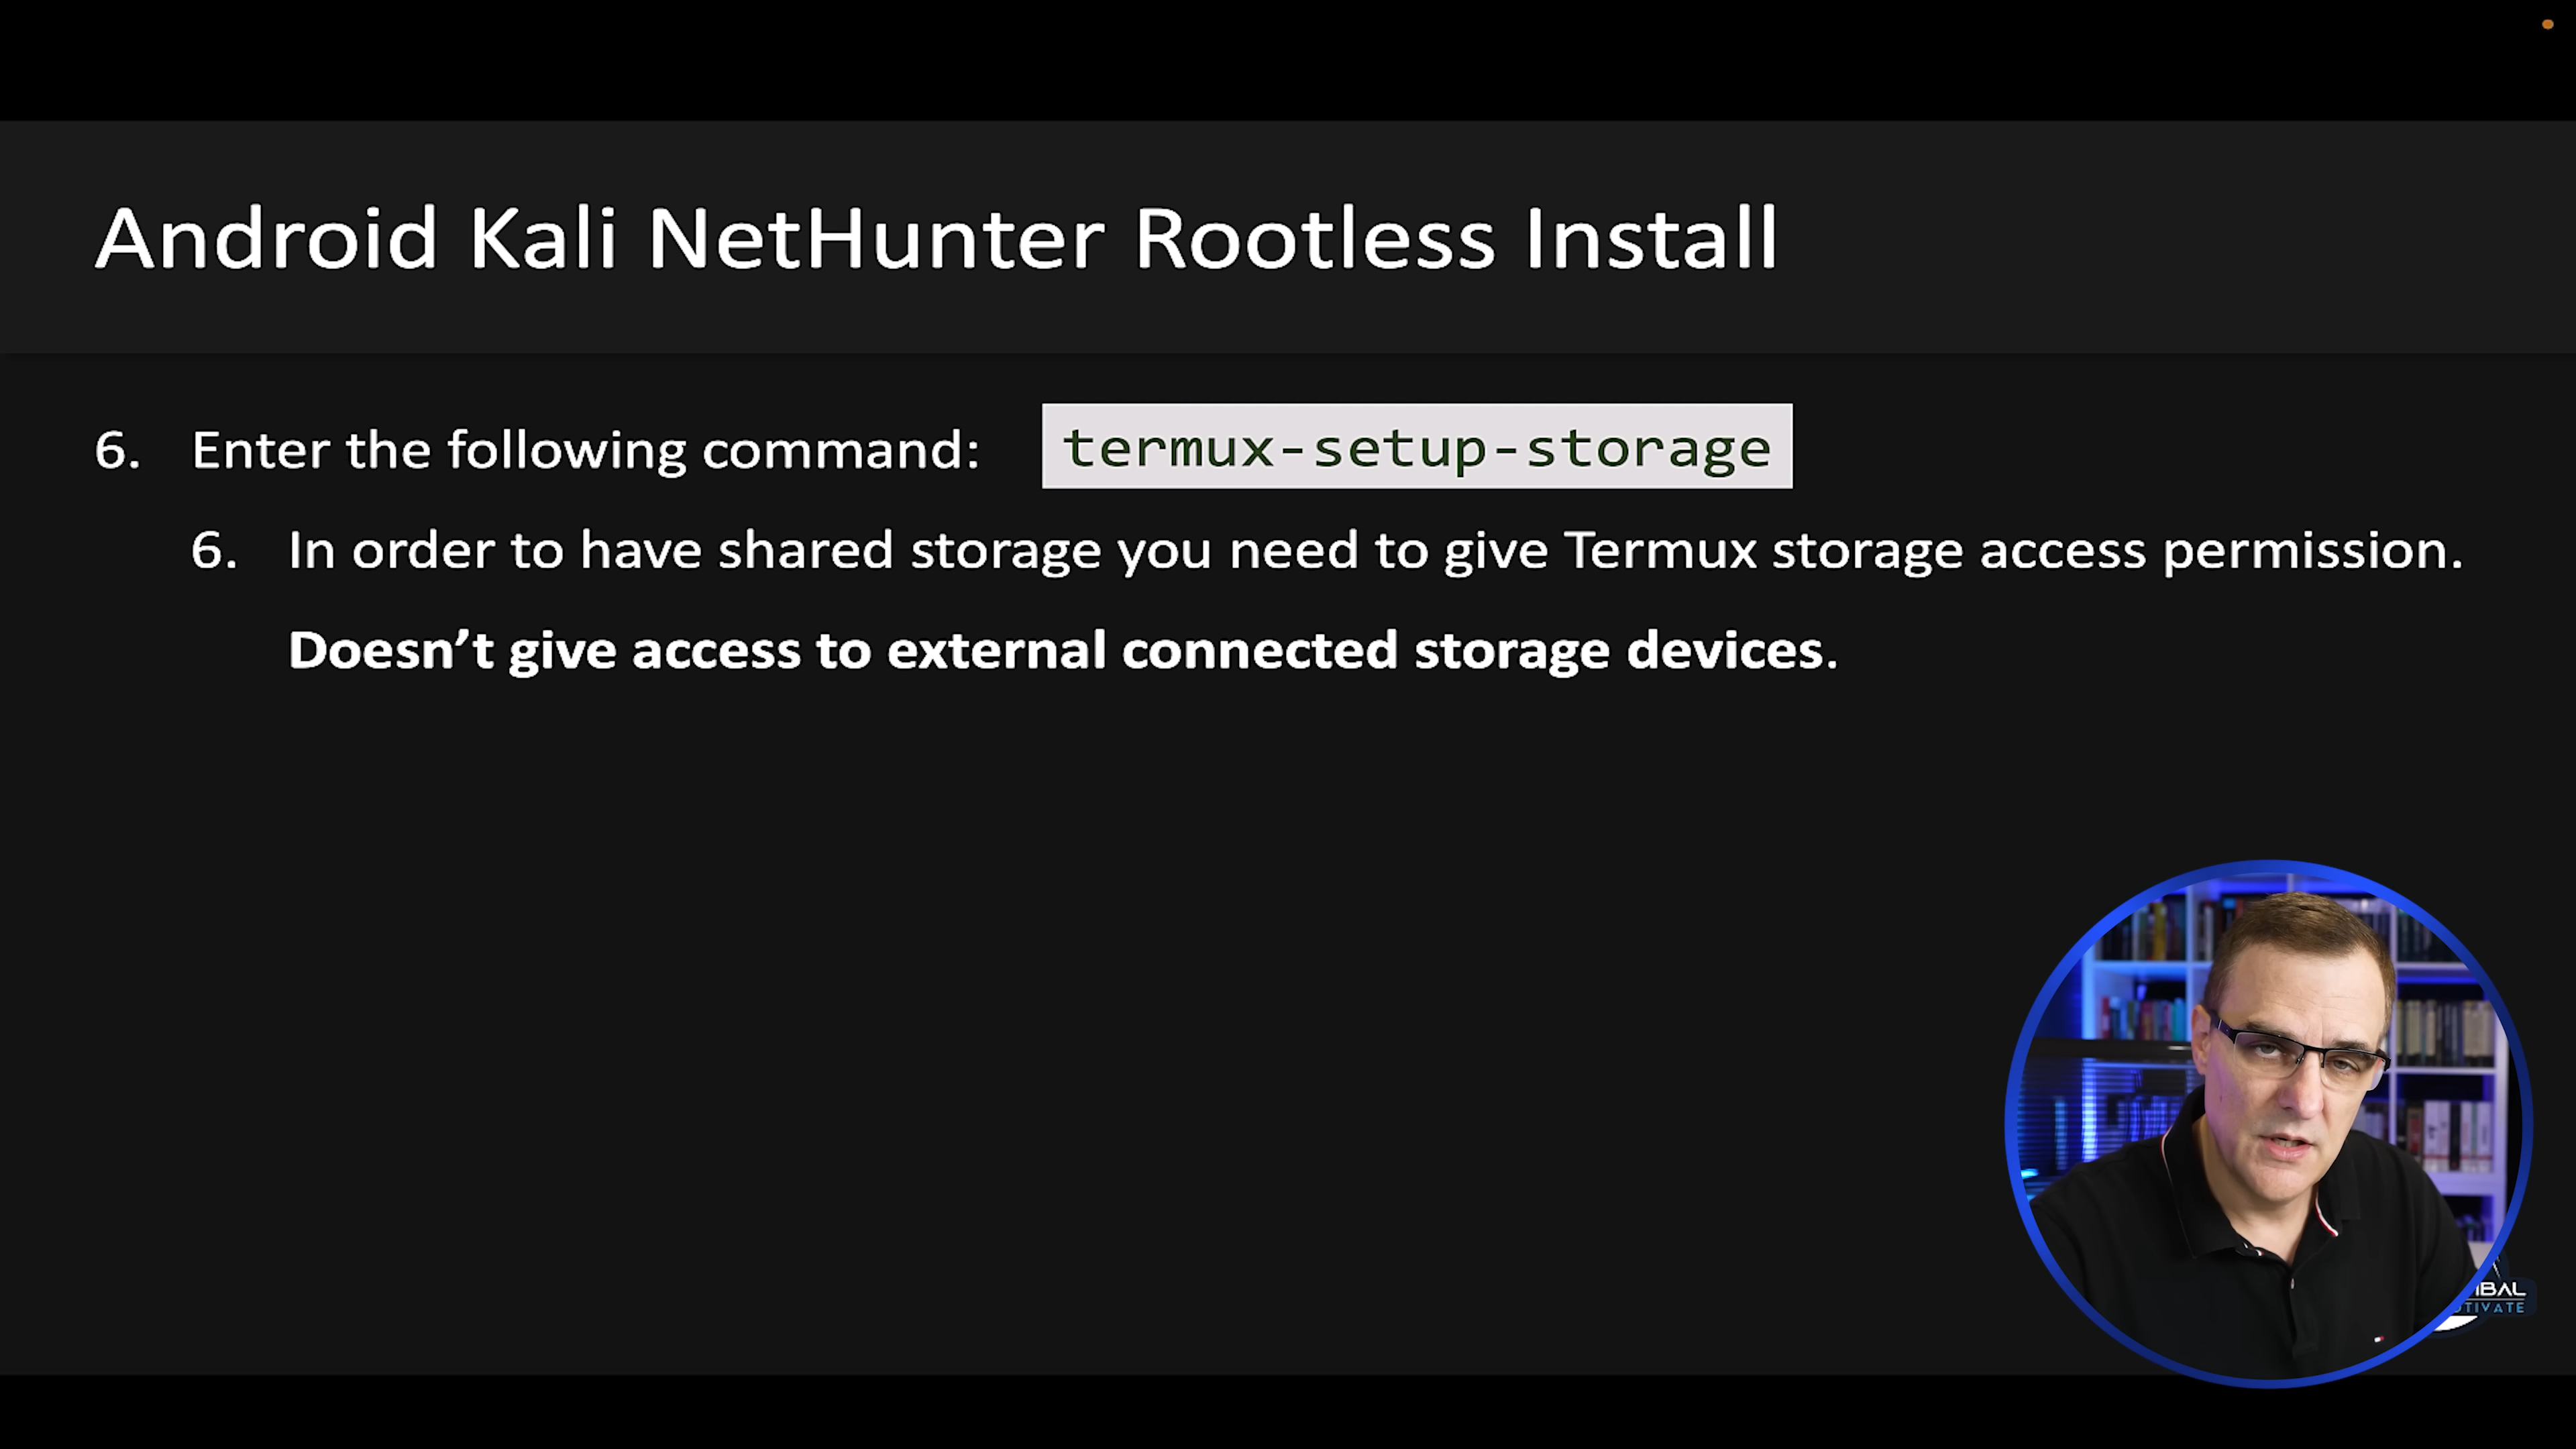 Android Kali NetHunter Rootless Install
6. Enter the following command: termux-setup-storage
6. In order to have shared storage you need to give Termux storage access permission.
Doesn’t give access to external connected storage devices.